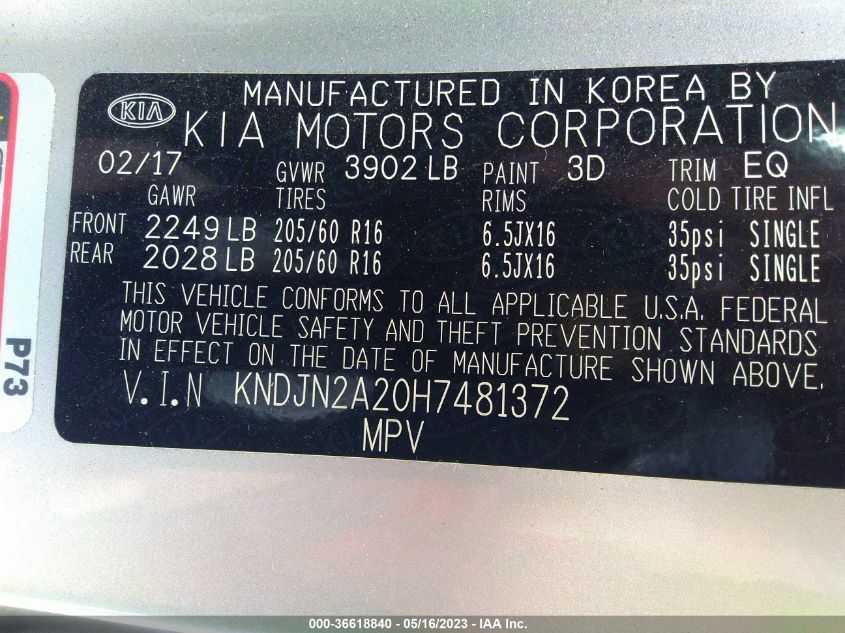 MANUFACTURED IN KOREA BY
KIA
KIA MOTORS CORPORATION
02/17 GVWR 3902 LB PAINT 3D TRIM EQ
GAWR TIRES RIMS COLD TIRE INFL
FRONT 2249 LB 205/60 R16 6.5JX16 35psi SINGLE
REAR 2028 LB 205/60 R16 6.5JX16 35psi SINGLE
THIS VEHICLE CONFORMS TO ALL APPLICABLE U.S.A. FEDERAL
MOTOR VEHICLE SAFETY AND THEFT PREVENTION STANDARDS
IN EFFECT ON THE DATE OF MANUFACTURE SHOWN ABOVE.
V.I.N KNDJN2A20H7481372
MPV
P73
000-36618840 - 05/16/2023 - IAA Inc.